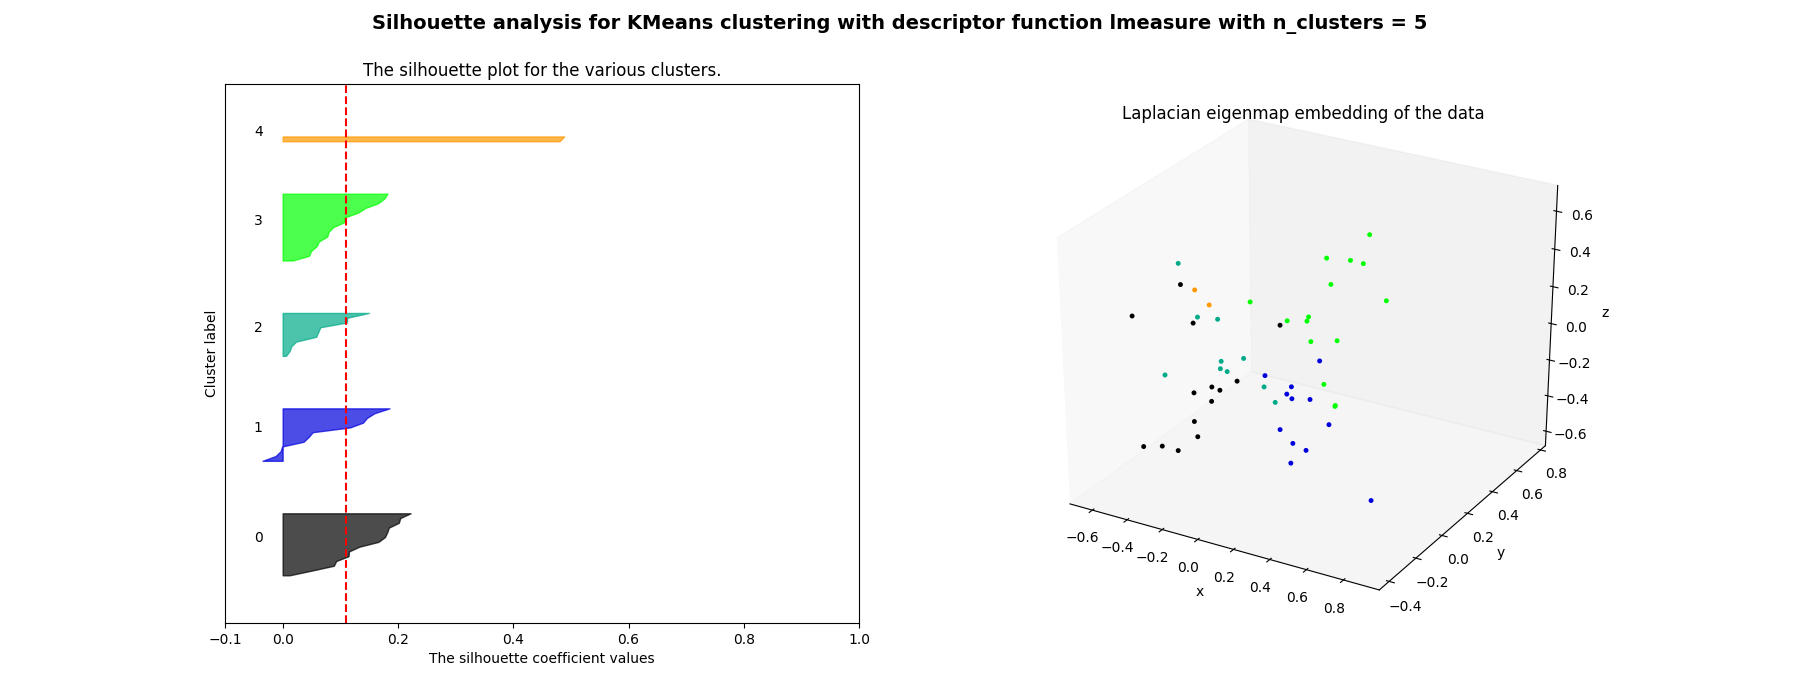 Silhouette analysis for KMeans clustering with descriptor function lmeasure with n_clusters = 5
The silhouette plot for the various clusters.
4
3
2
1
0
Cluster label
−0.1 0.0 0.2 0.4 0.6 0.8 1.0
The silhouette coefficient values
Laplacian eigenmap embedding of the data
0.6
0.4
0.2
0.0
−0.2
−0.4
−0.6
z
−0.6 −0.4 −0.2 0.0 0.2 0.4 0.6 0.8
x
0.8
0.6
0.4
0.2
0.0
−0.2
−0.4
y